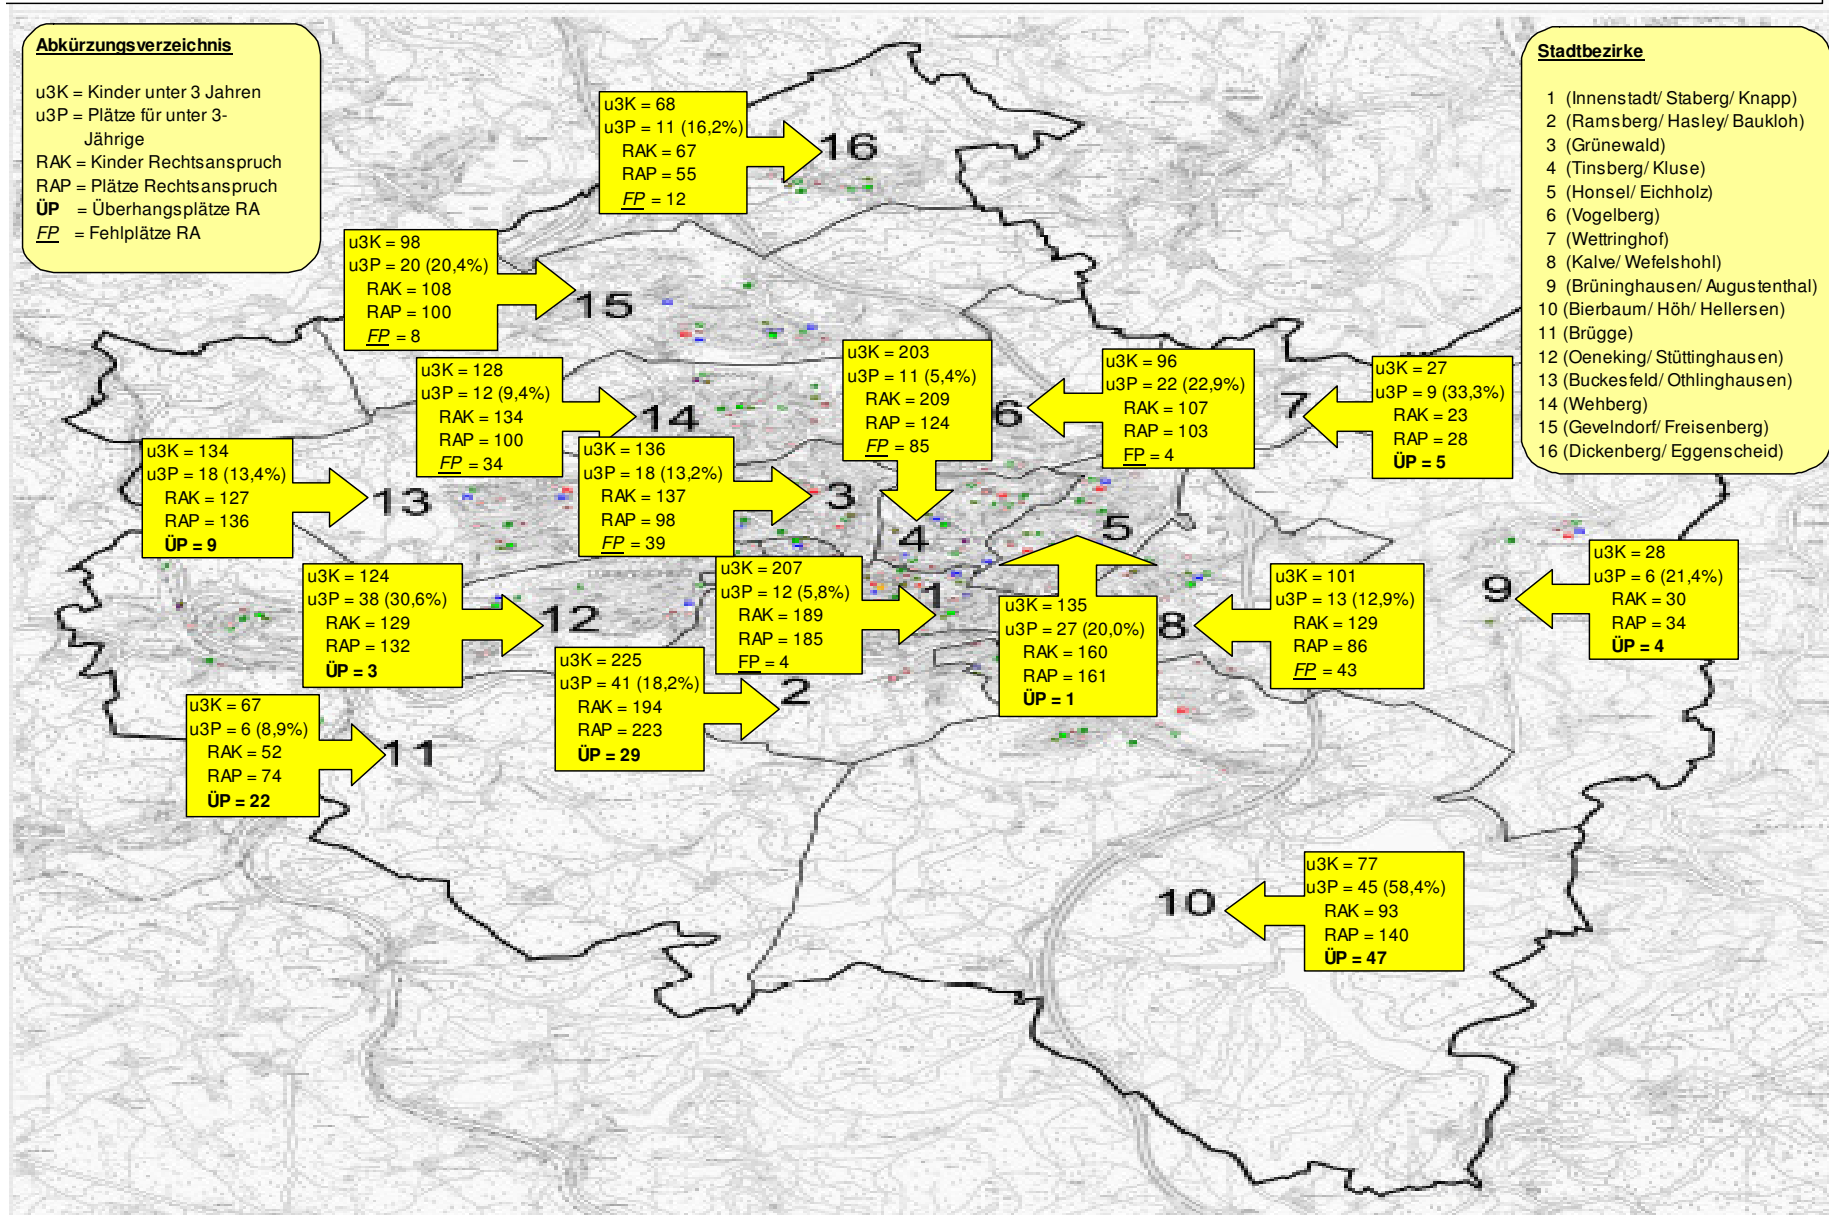 Abkürzungsverzeichnis
u3K = Kinder unter 3 Jahren
u3P = Plätze für unter 3-
Jährige
RAK = Kinder Rechtsanspruch
RAP = Plätze Rechtsanspruch
ÜP = Überhangsplätze RA
FP = Fehlplätze RA
Stadtbezirke
1 (Innenstadt/ Staberg/ Knapp)
2 (Ramsberg/ Hasley/ Baukloh)
3 (Grünewald)
4 (Tinsberg/ Kluse)
5 (Honsel/ Eichholz)
6 (Vogelberg)
7 (Wettringhof)
8 (Kalve/ Wefelshohl)
9 (Brüninghausen/ Augustenthal)
10 (Bierbaum/ Höh/ Hellersen)
11 (Brügge)
12 (Oeneking/ Stüttinghausen)
13 (Buckesfeld/ Othlinghausen)
14 (Wehberg)
15 (Gevelndorf/ Freisenberg)
16 (Dickenberg/ Eggenscheid)
u3K = 68
u3P = 11 (16,2%)
RAK = 67
RAP = 55
FP = 12
16
u3K = 98
u3P = 20 (20,4%)
RAK = 108
RAP = 100
FP = 8
15
u3K = 128
u3P = 12 (9,4%)
RAK = 134
RAP = 100
FP = 34
14
u3K = 203
u3P = 11 (5,4%)
RAK = 209
RAP = 124
FP = 85
4
u3K = 96
u3P = 22 (22,9%)
RAK = 107
RAP = 103
FP = 4
6
u3K = 27
u3P = 9 (33,3%)
RAK = 23
RAP = 28
ÜP = 5
7
u3K = 134
u3P = 18 (13,4%)
RAK = 127
RAP = 136
ÜP = 9
13
u3K = 136
u3P = 18 (13,2%)
RAK = 137
RAP = 98
FP = 39
3
u3K = 124
u3P = 38 (30,6%)
RAK = 129
RAP = 132
ÜP = 3
12
u3K = 207
u3P = 12 (5,8%)
RAK = 189
RAP = 185
FP = 4
1
u3K = 135
u3P = 27 (20,0%)
RAK = 160
RAP = 161
ÜP = 1
5
u3K = 101
u3P = 13 (12,9%)
RAK = 129
RAP = 86
FP = 43
8
u3K = 28
u3P = 6 (21,4%)
RAK = 30
RAP = 34
ÜP = 4
9
u3K = 225
u3P = 41 (18,2%)
RAK = 194
RAP = 223
ÜP = 29
2
u3K = 67
u3P = 6 (8,9%)
RAK = 52
RAP = 74
ÜP = 22
11
u3K = 77
u3P = 45 (58,4%)
RAK = 93
RAP = 140
ÜP = 47
10